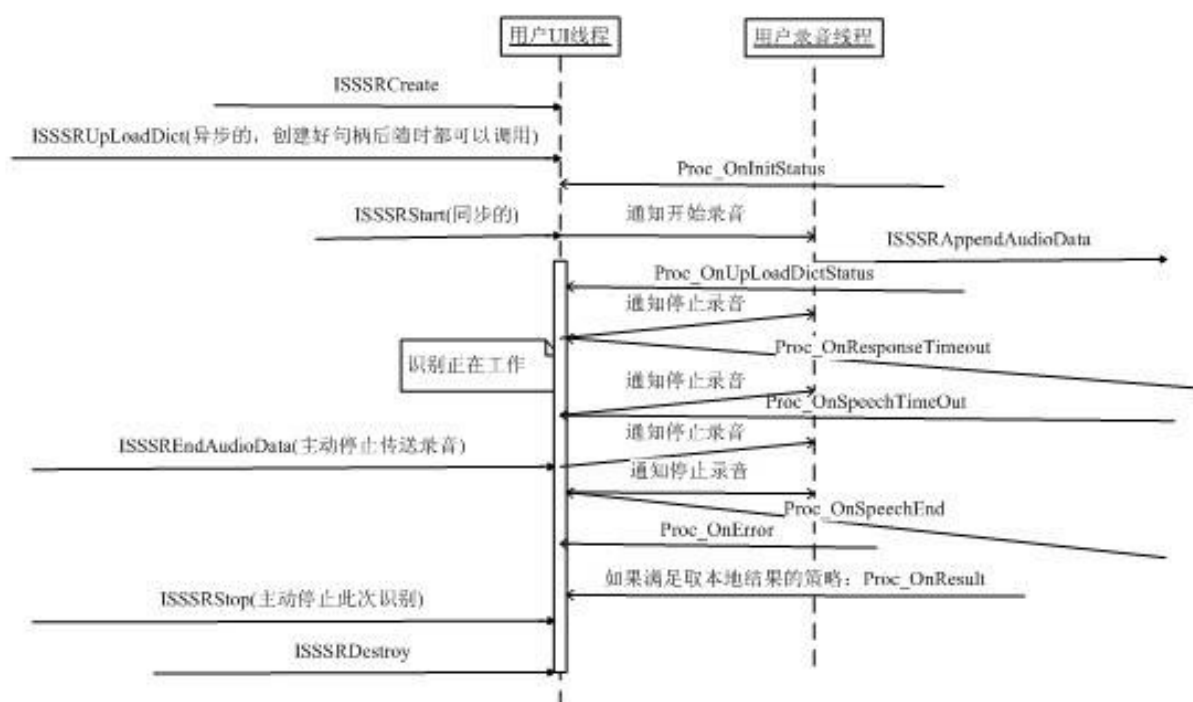 用户UI线程
用户录音线程
ISSSRCreate
ISSSRUpLoadDict(异步的，创建好句柄后随时都可以调用)
Proc_OnInitStatus
ISSSRStart(同步的)
通知开始录音
ISSSRAppendAudioData
Proc_OnUpLoadDictStatus
通知停止录音
识别正在工作
Proc_OnResponseTimeout
通知停止录音
Proc_OnSpeechTimeOut
通知停止录音
ISSSREndAudioData(主动停止传送录音)
通知停止录音
Proc_OnSpeechEnd
Proc_OnError
如果满足取本地结果的策略：Proc_OnResult
ISSSRStop(主动停止此次识别)
ISSSRDestroy